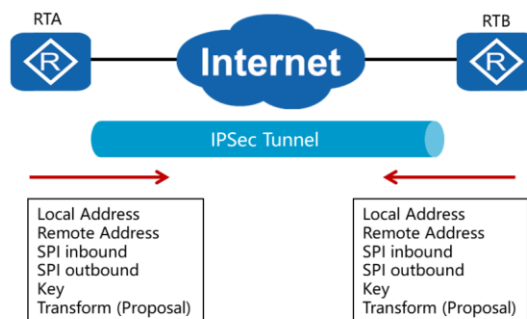 RTA
RTB
R
Internet
R
IPSec Tunnel
Local Address
Remote Address
SPI inbound
SPI outbound
Key
Transform (Proposal)
Local Address
Remote Address
SPI inbound
SPI outbound
Key
Transform (Proposal)